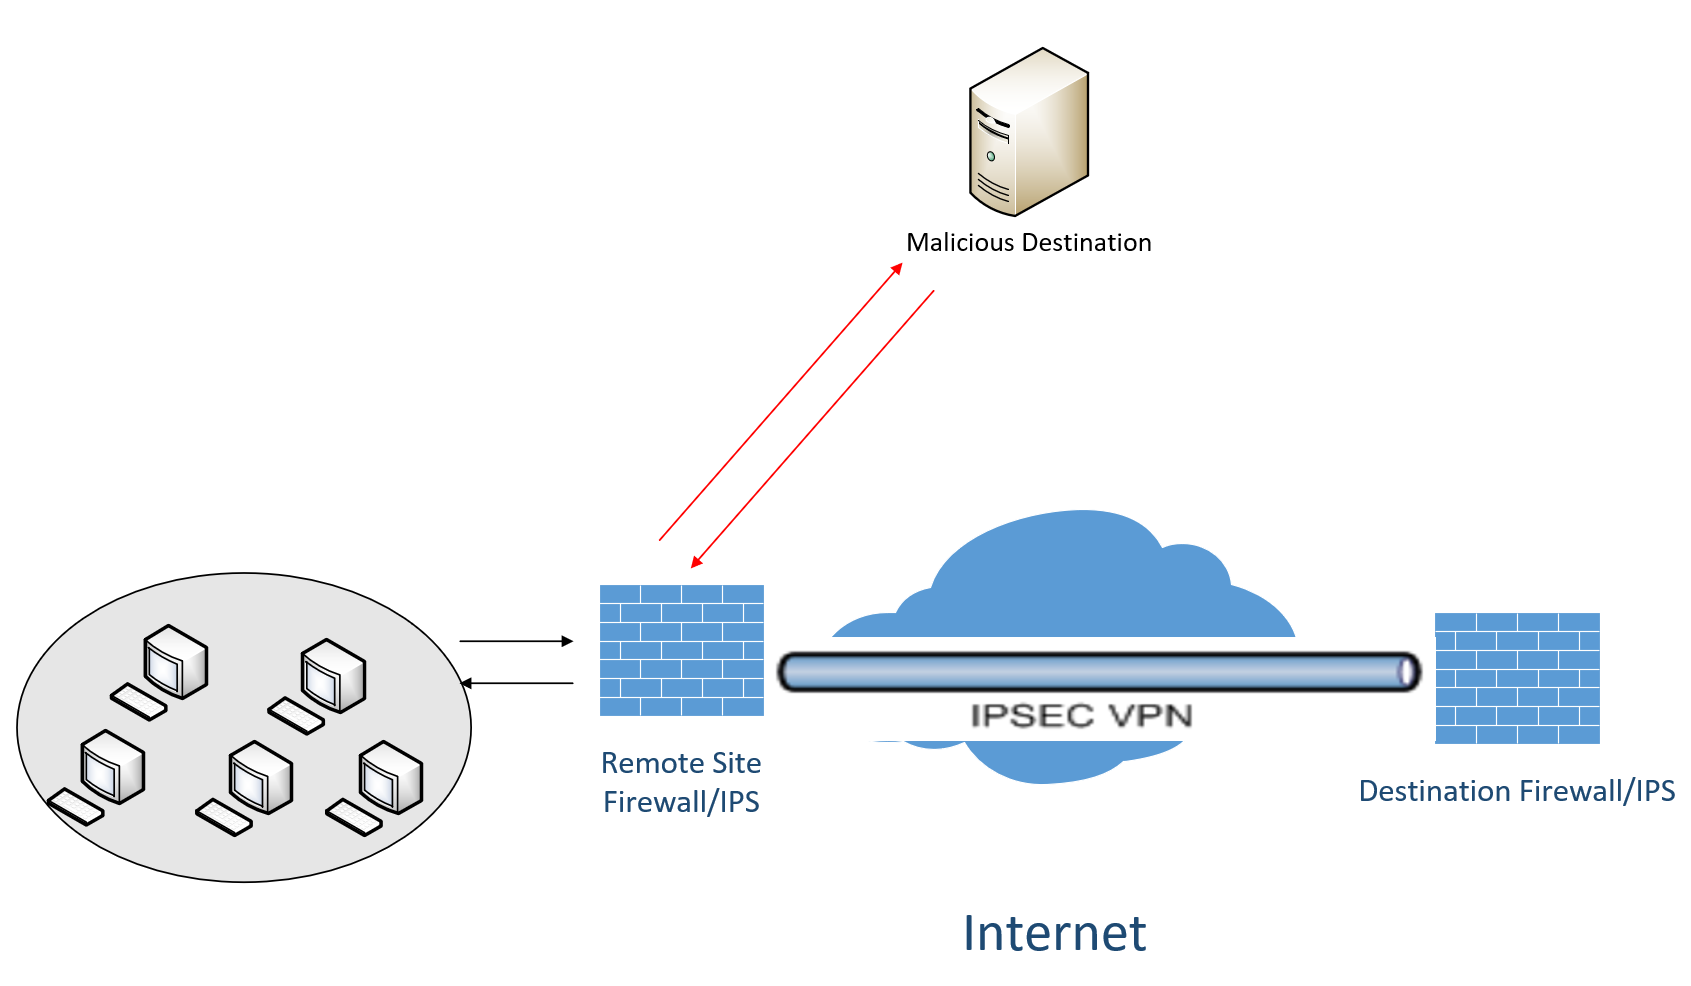 Malicious Destination
IPSEC VPN
Remote Site
Firewall/IPS
Destination Firewall/IPS
Internet